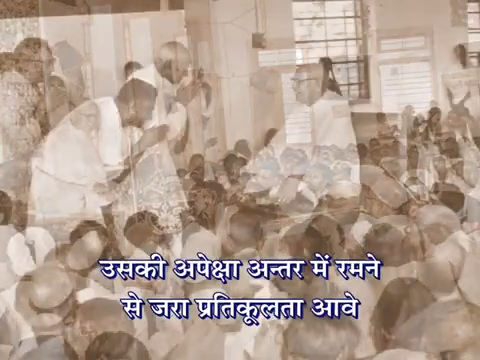 उसकी अपेक्षा अन्तर में रमने
से जरा प्रतिकूलता आवे